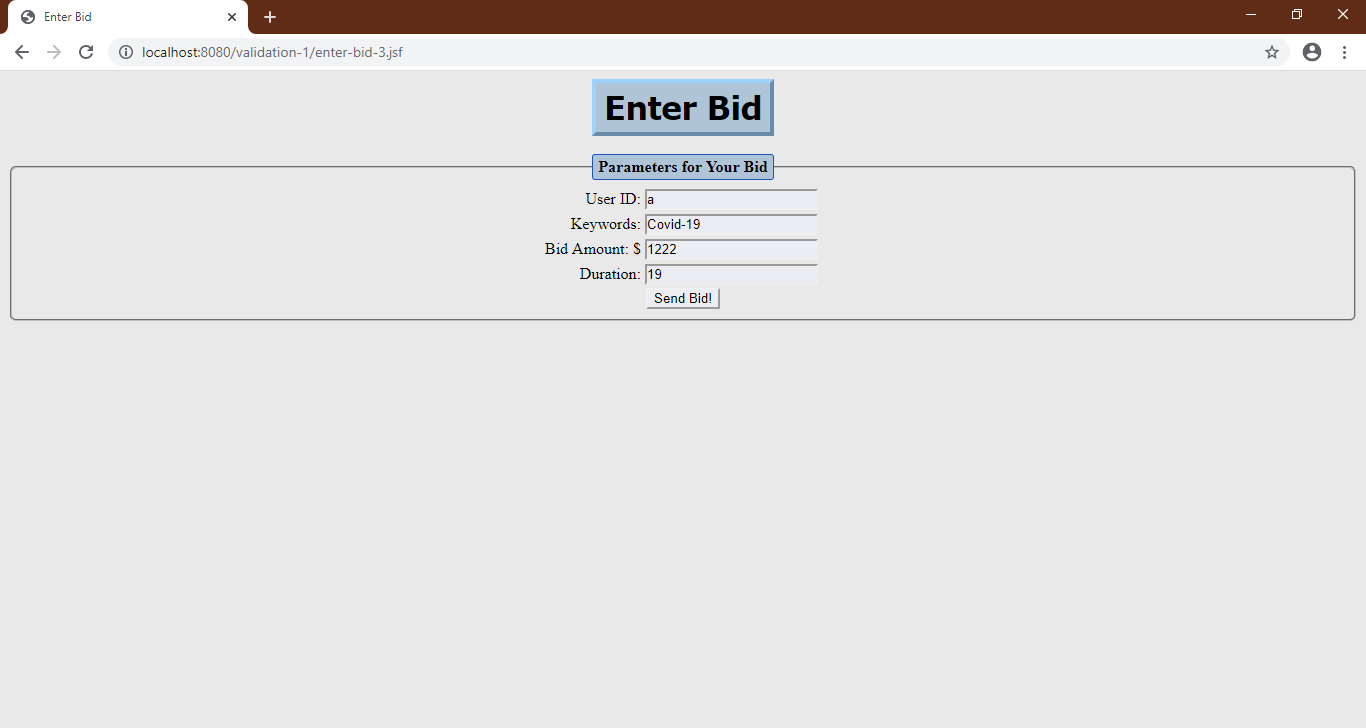 Enter Bid
localhost:8080/validation-1/enter-bid-3.jsf
Enter Bid
Parameters for Your Bid
User ID: a
Keywords: Covid-19
Bid Amount: $ 1222
Duration: 19
Send Bid!